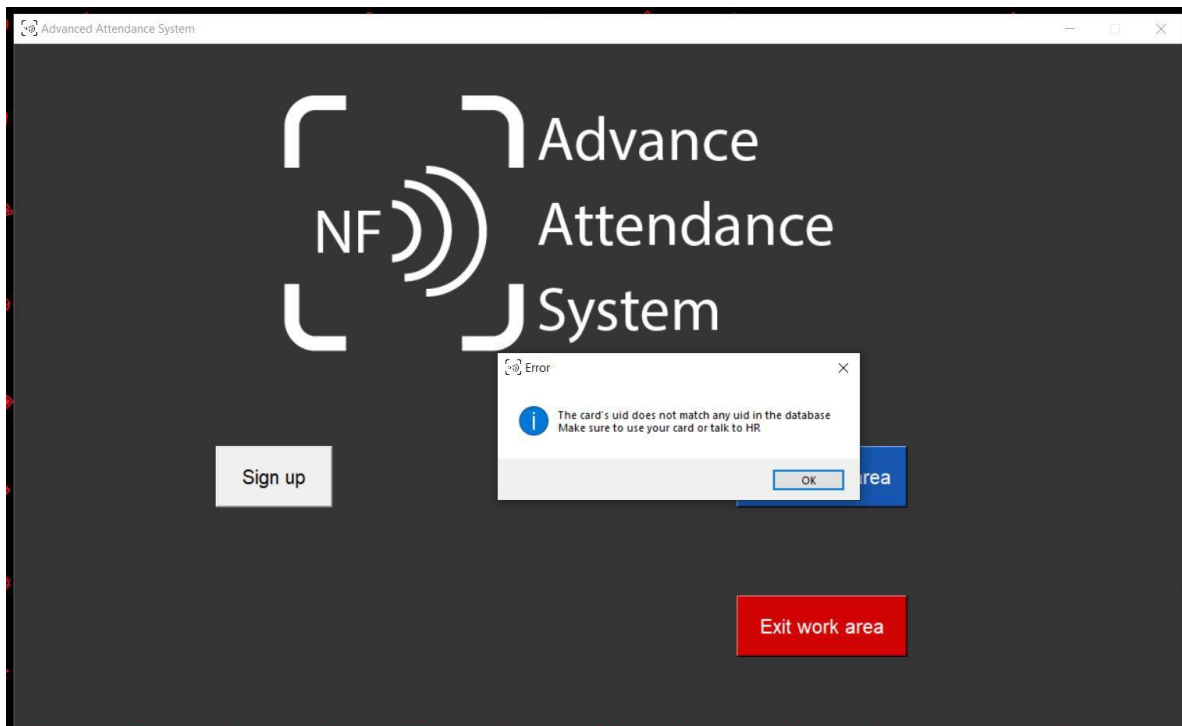 Advanced Attendance System
NF
Advance
Attendance
System
Error
The card's uid does not match any uid in the database
Make sure to use your card or talk to HR
OK
Sign up
area
Exit work area